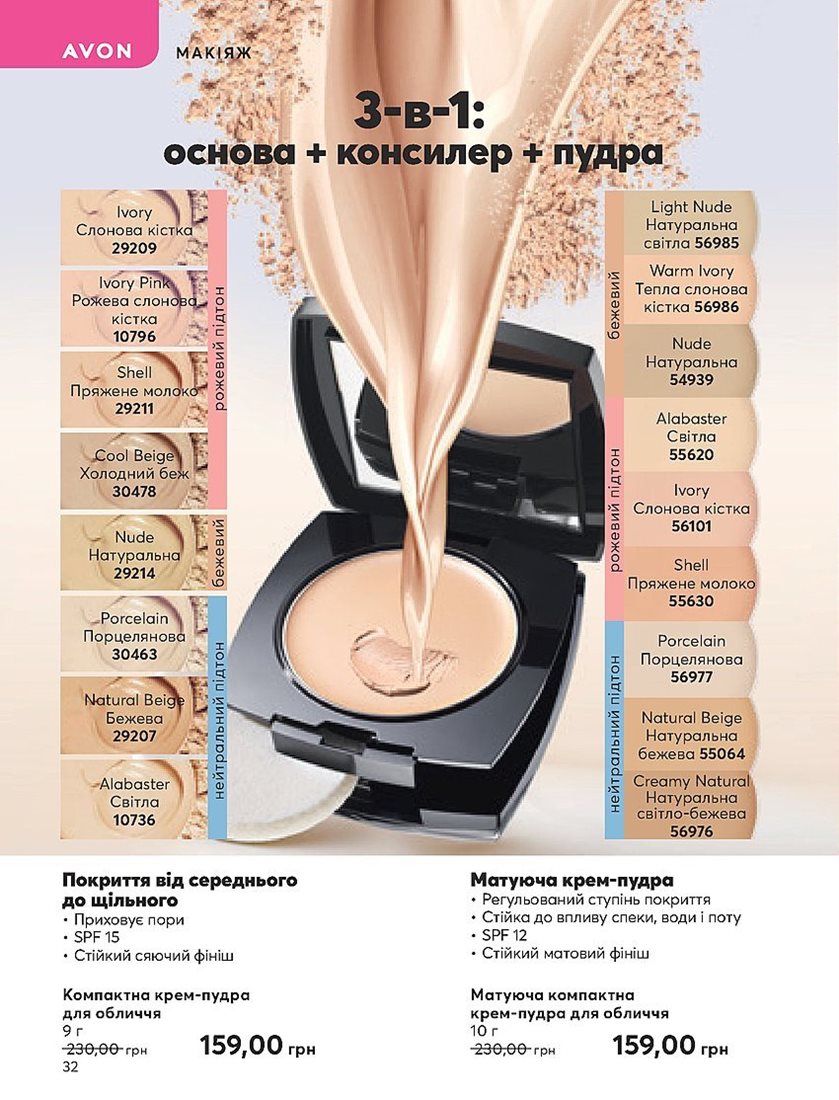 AVON
МАКІЯЖ
3-в-1:
основа + консилер + пудра
Ivory
Слонова кістка
29209
Ivory Pink
Рожева слонова
кістка
10796
Shell
Пряжене молоко
29211
Cool Beige
Холодний беж
30478
рожевий підтон
Nude
Натуральна
29214
бежевий
Porcelain
Порцелянова
30463
Natural Beige
Бежева
29207
Alabaster
Світла
10736
нейтральний підтон
Light Nude
Натуральна
світла 56985
Warm Ivory
Тепла слонова
кістка 56986
Nude
Натуральна
54939
бежевий
Alabaster
Світла
55620
Ivory
Слонова кістка
56101
Shell
Пряжене молоко
55630
рожевий підтон
Porcelain
Порцелянова
56977
Natural Beige
Натуральна
бежева 55064
Creamy Natural
Натуральна
світло-бежева
56976
нейтральний підтон
Покриття від середнього
до щільного
• Приховує пори
• SPF 15
• Стійкий сяючий фініш
Компактна крем-пудра
для обличчя
9 г
230,00 грн
159,00 грн
32
Матуюча крем-пудра
• Регульований ступінь покриття
• Стійка до впливу спеки, води і поту
• SPF 12
• Стійкий матовий фініш
Матуюча компактна
крем-пудра для обличчя
10 г
230,00 грн
159,00 грн